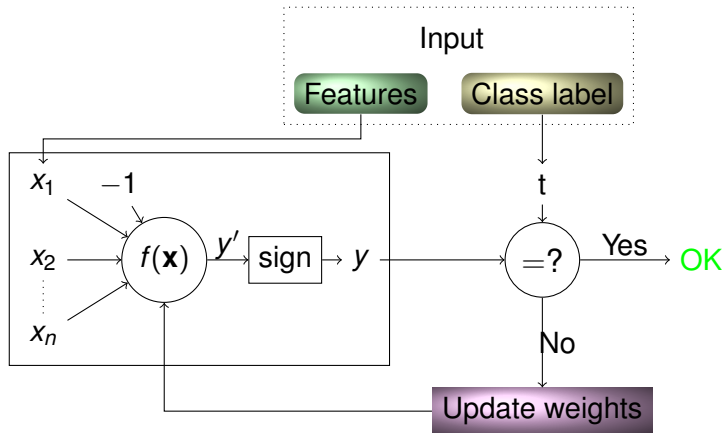 Input
Features
Class label
x₁
−1
t
x₂
f(𝐱)
y′
sign
y
=?
Yes
OK
xₙ
No
Update weights